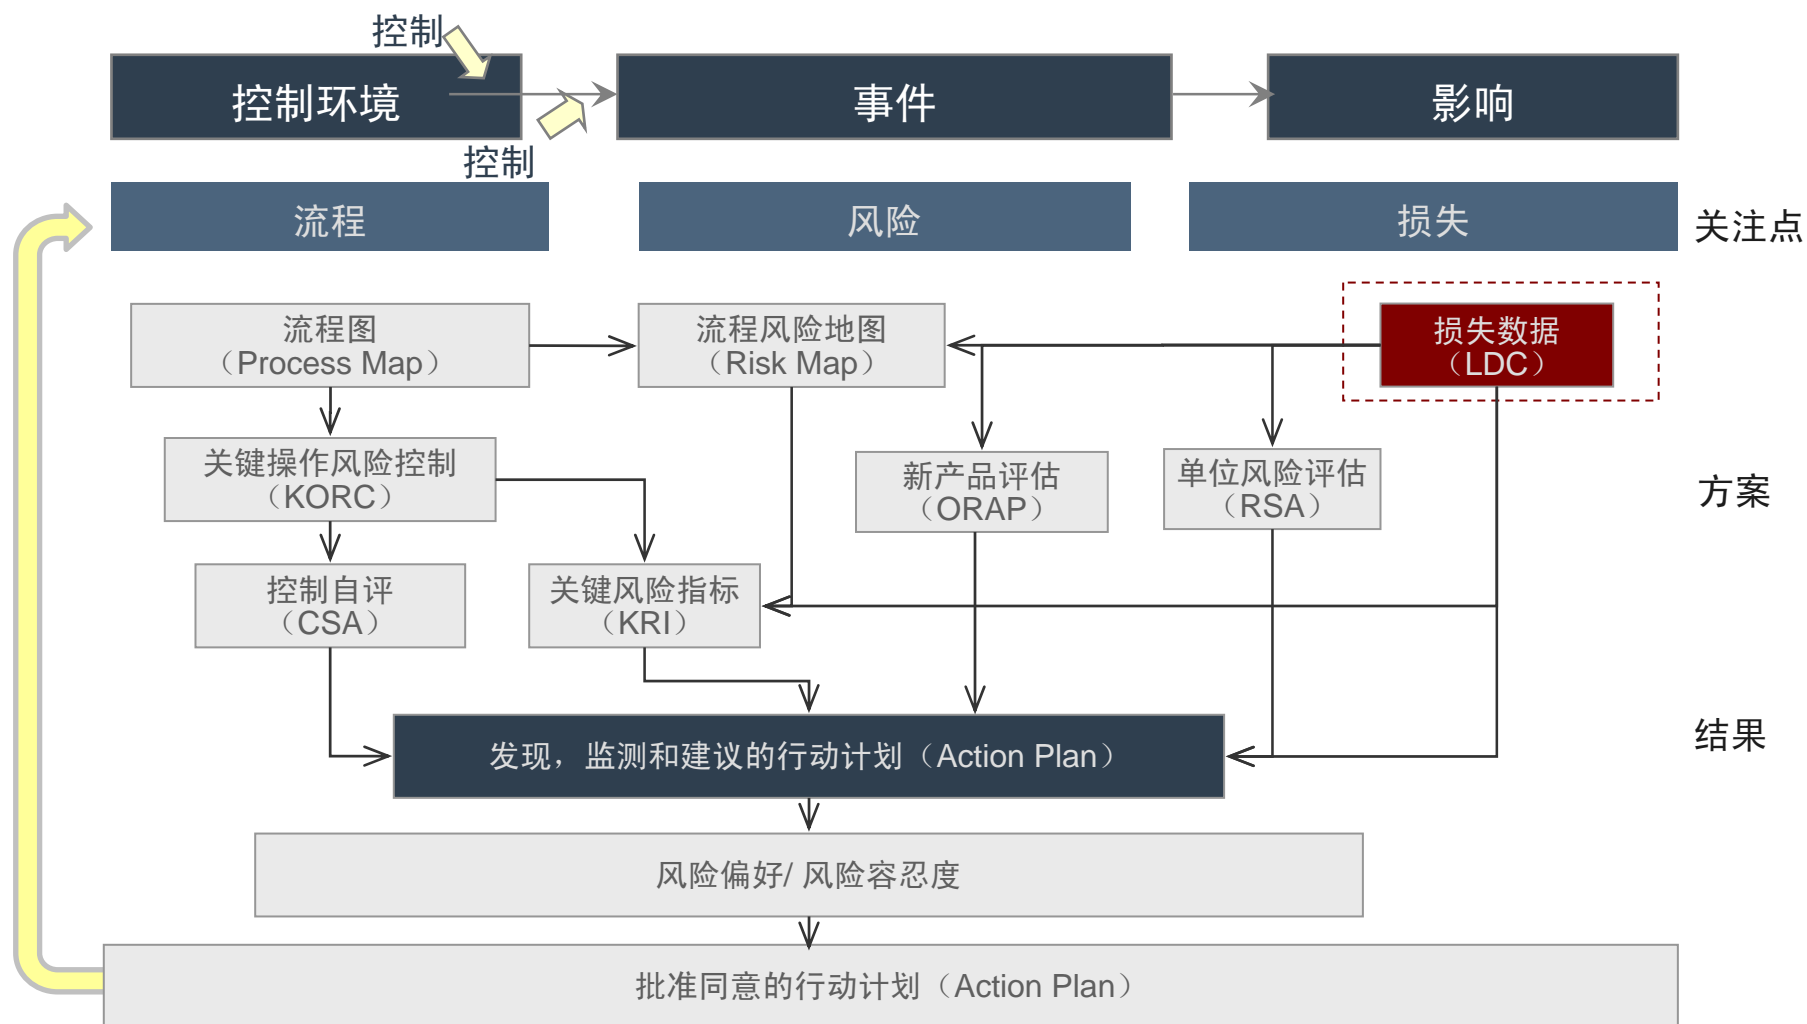 控制
控制环境
事件
影响
控制
流程
风险
损失
关注点
流程图
（Process Map）
流程风险地图
（Risk Map）
损失数据
（LDC）
关键操作风险控制
（KORC）
新产品评估
（ORAP）
单位风险评估
（RSA）
方案
控制自评
（CSA）
关键风险指标
（KRI）
发现，监测和建议的行动计划（Action Plan）
结果
风险偏好/ 风险容忍度
批准同意的行动计划（Action Plan）